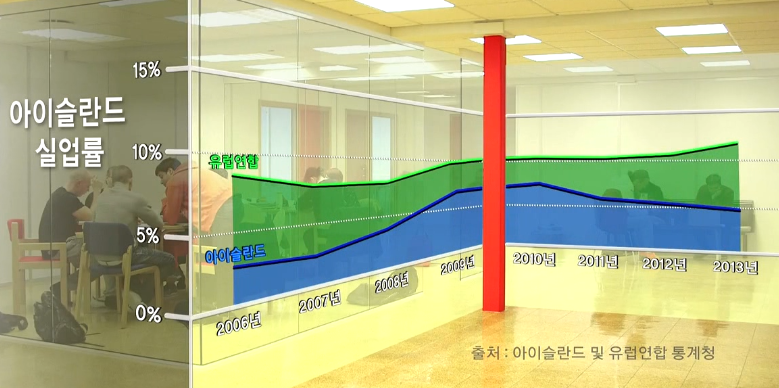 아이슬란드
실업률
15%
10%
5%
0%
유럽연합
아이슬란드
2006년
2007년
2008년
2009년
2010년
2011년
2012년
2013년
출처 : 아이슬란드 및 유럽연합 통계청